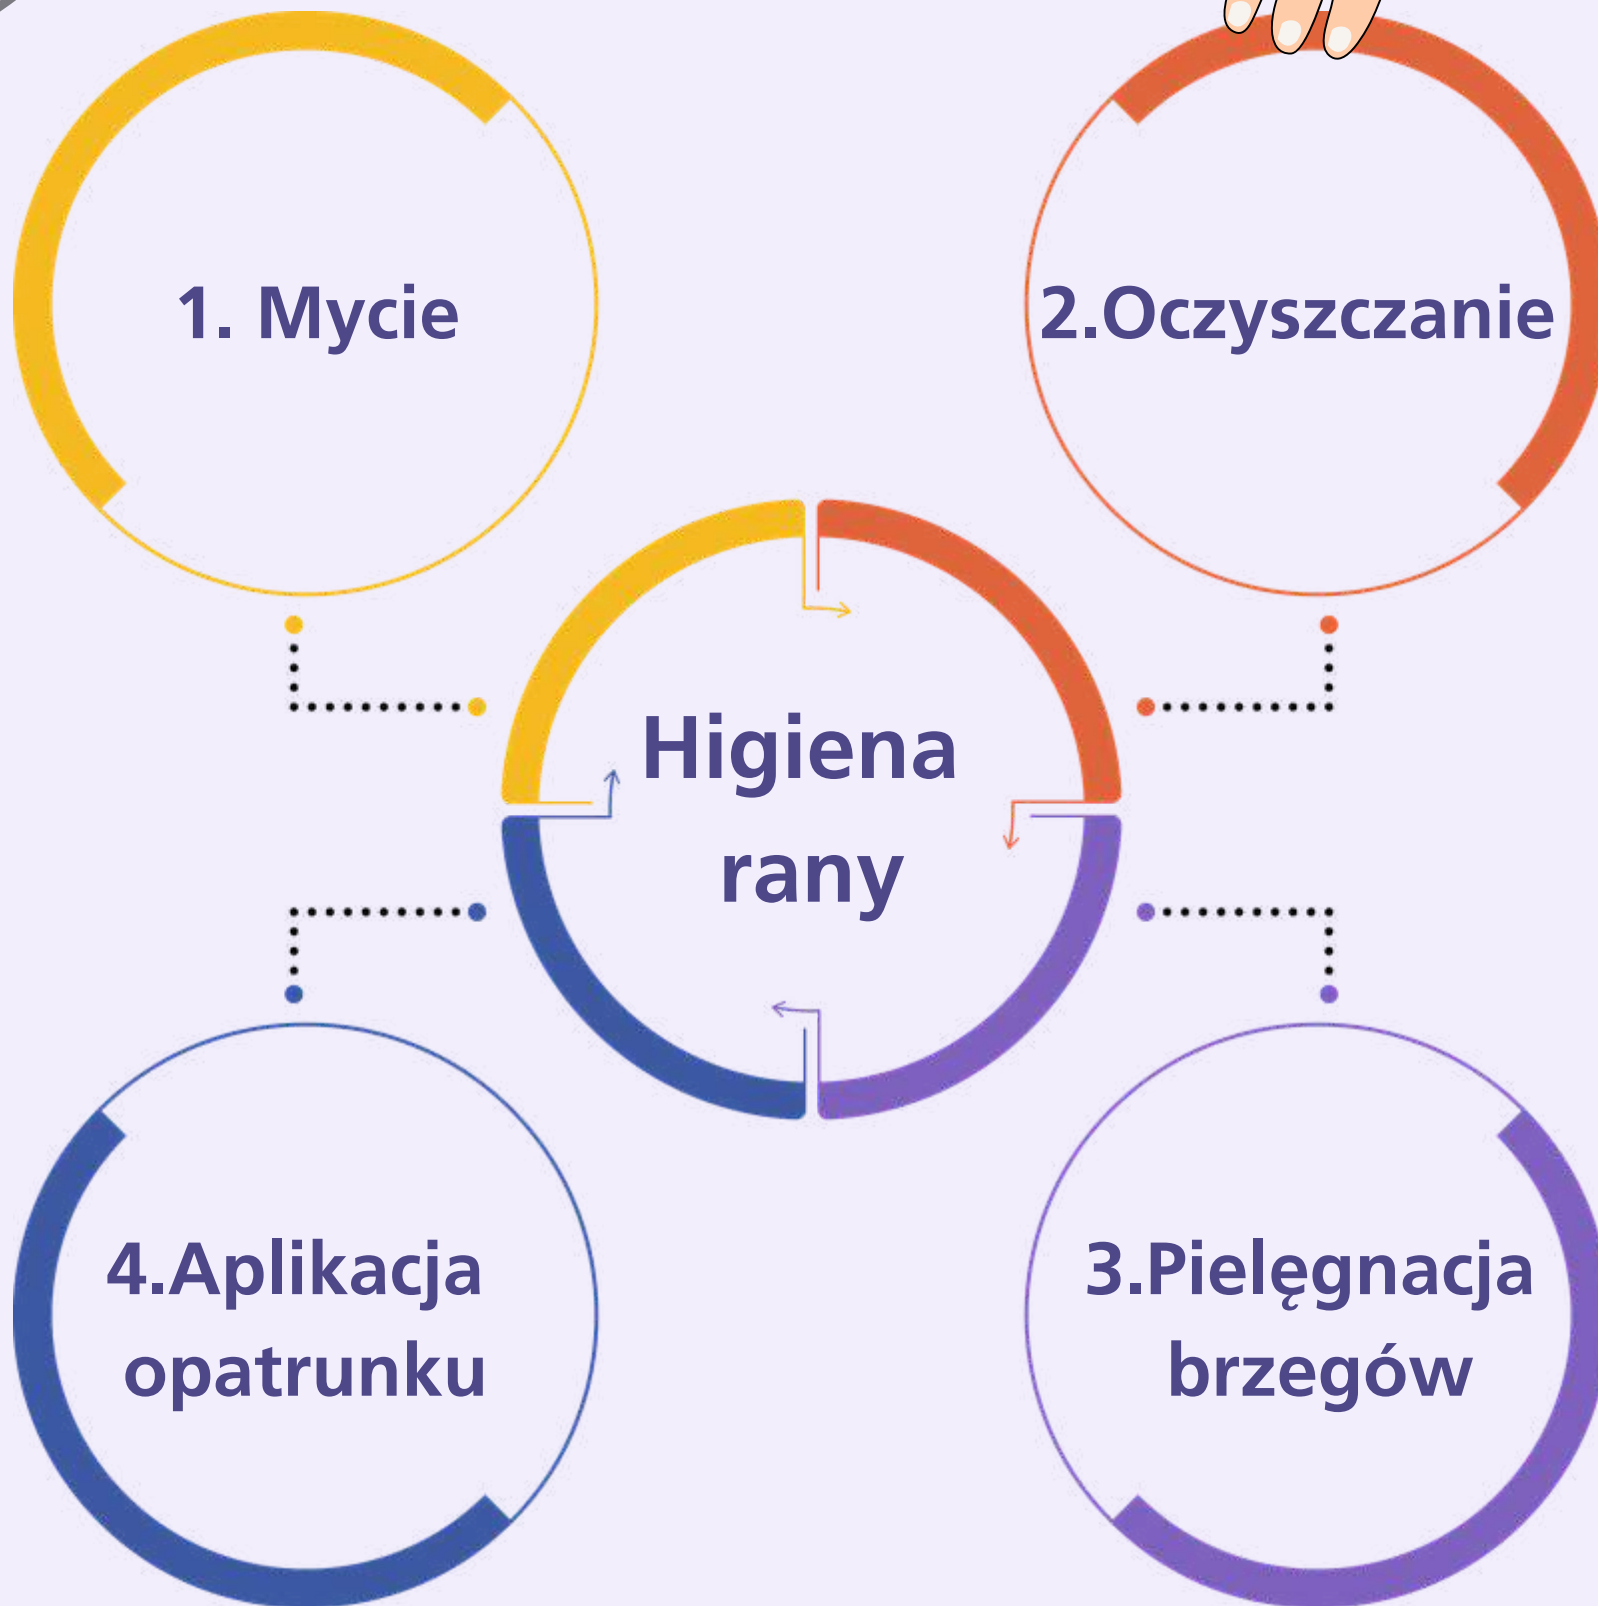 1. Mycie
2.Oczyszczanie
Higiena
rany
4.Aplikacja
opatrunku
3.Pielęgnacja
brzegów